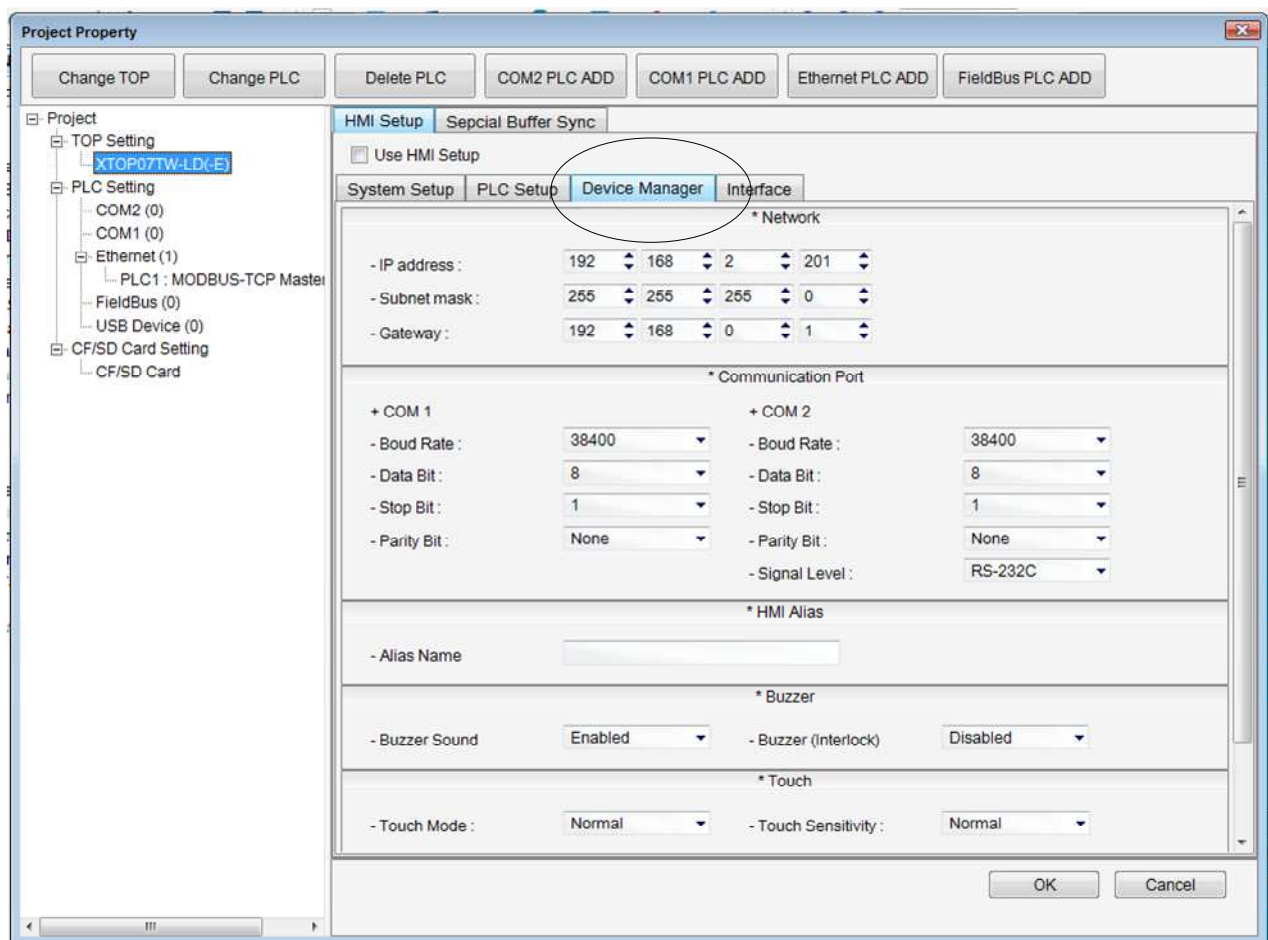 Project Property
Change TOP Change PLC Delete PLC COM2 PLC ADD COM1 PLC ADD Ethernet PLC ADD FieldBus PLC ADD
Project
TOP Setting
XTOP07TW-LD(-E)
PLC Setting
COM2 (0)
COM1 (0)
Ethernet (1)
PLC1 : MODBUS-TCP Master
FieldBus (0)
USB Device (0)
CF/SD Card Setting
CF/SD Card
HMI Setup Sepcial Buffer Sync
Use HMI Setup
System Setup PLC Setup Device Manager Interface
* Network
- IP address : 192 168 2 201
- Subnet mask : 255 255 255 0
- Gateway : 192 168 0 1
* Communication Port
+ COM 1 + COM 2
- Boud Rate : 38400 - Boud Rate : 38400
- Data Bit : 8 - Data Bit : 8
- Stop Bit : 1 - Stop Bit : 1
- Parity Bit : None - Parity Bit : None
- Signal Level : RS-232C
* HMI Alias
- Alias Name
* Buzzer
- Buzzer Sound Enabled - Buzzer (Interlock) Disabled
* Touch
- Touch Mode : Normal - Touch Sensitivity : Normal
OK Cancel